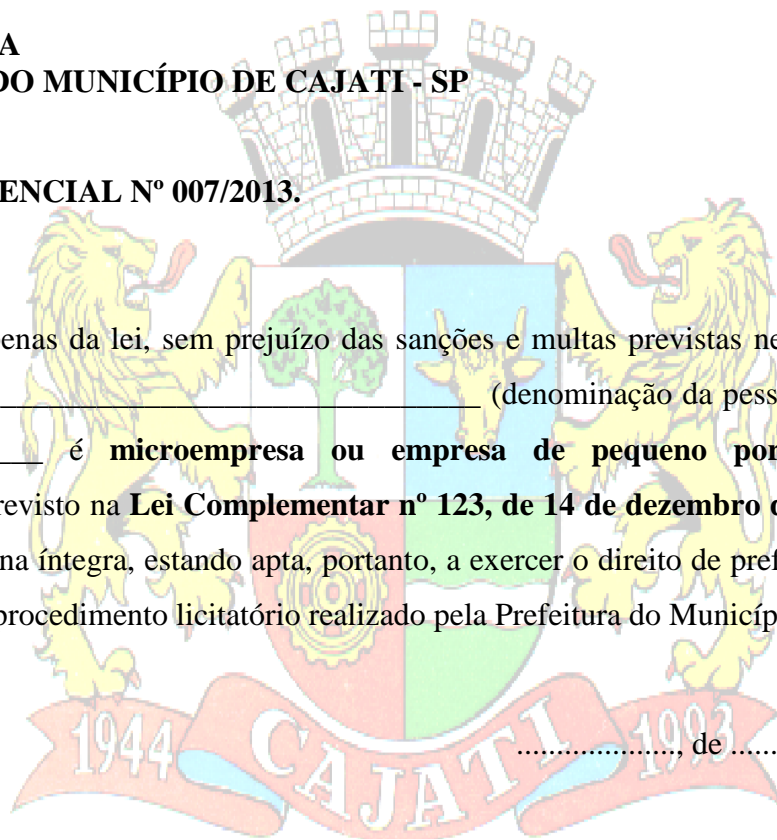 A
DO MUNICÍPIO DE CAJATI - SP
ENCIAL Nº 007/2013.
enas da lei, sem prejuízo das sanções e multas previstas ne
______________________________ (denominação da pess
___ é microempresa ou empresa de pequeno por
revisto na Lei Complementar nº 123, de 14 de dezembro d
na íntegra, estando apta, portanto, a exercer o direito de pref
procedimento licitatório realizado pela Prefeitura do Municíp
...................., de ......
1944 CAJATI 1993